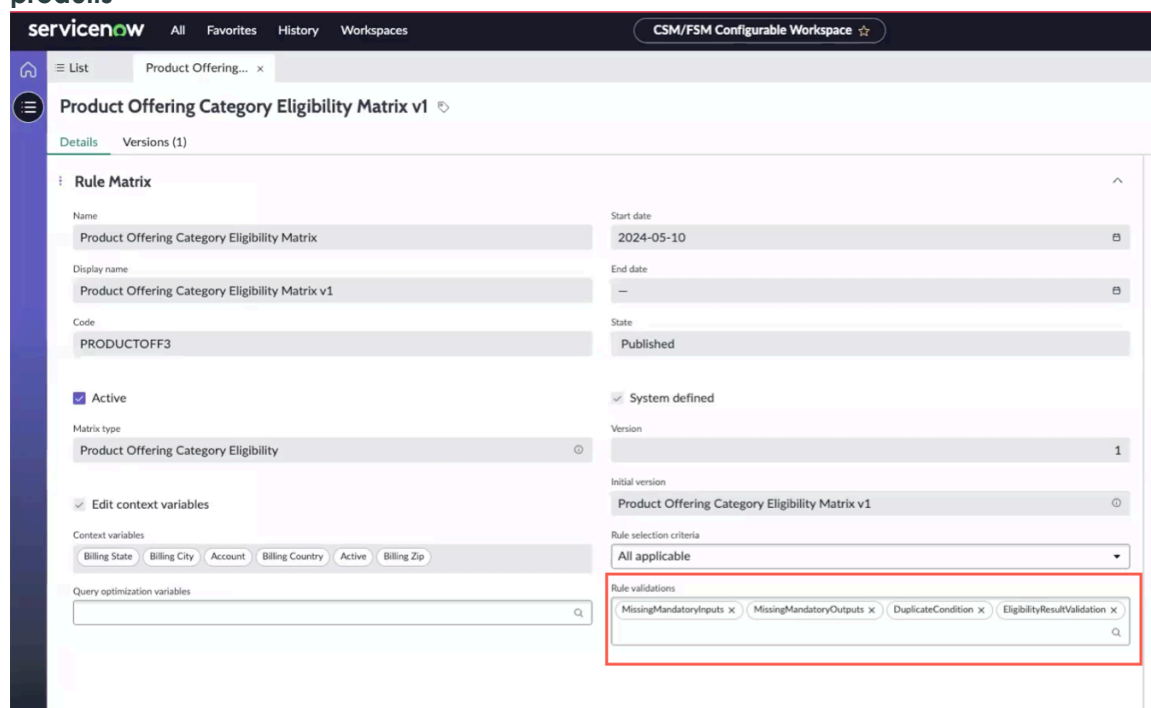 servicenow All Favorites History Workspaces CSM/FSM Configurable Workspace
List Product Offering... ×
Product Offering Category Eligibility Matrix v1
Details Versions (1)
Rule Matrix
Name Start date
Product Offering Category Eligibility Matrix 2024-05-10
Display name End date
Product Offering Category Eligibility Matrix v1 —
Code State
PRODUCTOFF3 Published
Active System defined
Matrix type Version
Product Offering Category Eligibility 1
Initial version
Edit context variables Product Offering Category Eligibility Matrix v1
Context variables Rule selection criteria
Billing State Billing City Account Billing Country Active Billing Zip All applicable
Query optimization variables Rule validations
MissingMandatoryInputs × MissingMandatoryOutputs × DuplicateCondition × EligibilityResultValidation ×